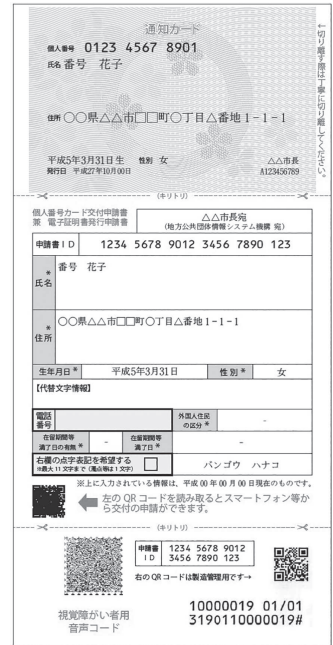 通知カード
個人番号 0123 4567 8901
氏名 番号 花子
住所 〇〇県△△市□□町〇丁目△番地1-1-1
平成5年3月31日生 性別 女 △△市長
発行日 平成27年10月00日 A123456789
←切り離す際は丁寧に切り離してください。
(キリトリ)
個人番号カード交付申請書
兼 電子証明書発行申請書
△△市長宛
(地方公共団体情報システム機構 宛)
申請書ID 1234 5678 9012 3456 7890 123
*氏名 番号 花子
*住所 〇〇県△△市□□町〇丁目△番地1-1-1
生年月日* 平成5年3月31日 性別* 女
【代替文字情報】
電話番号 外国人住民の区分* -
在留期間等満了日の有無* - 在留期間等満了日* -
右欄の点字表記を希望する □ バンゴウ ハナコ
※最大11文字まで(濁点等は1文字)
※上に入力されている情報は、平成00年00月00日現在のものです。
左のQRコードを読み取るとスマートフォン等か
ら交付の申請ができます。
(キリトリ)
申請書ID 1234 5678 9012
3456 7890 123
右のQRコードは製造管理用です→
視覚障がい者用
音声コード
10000019 01/01
3190110000019#